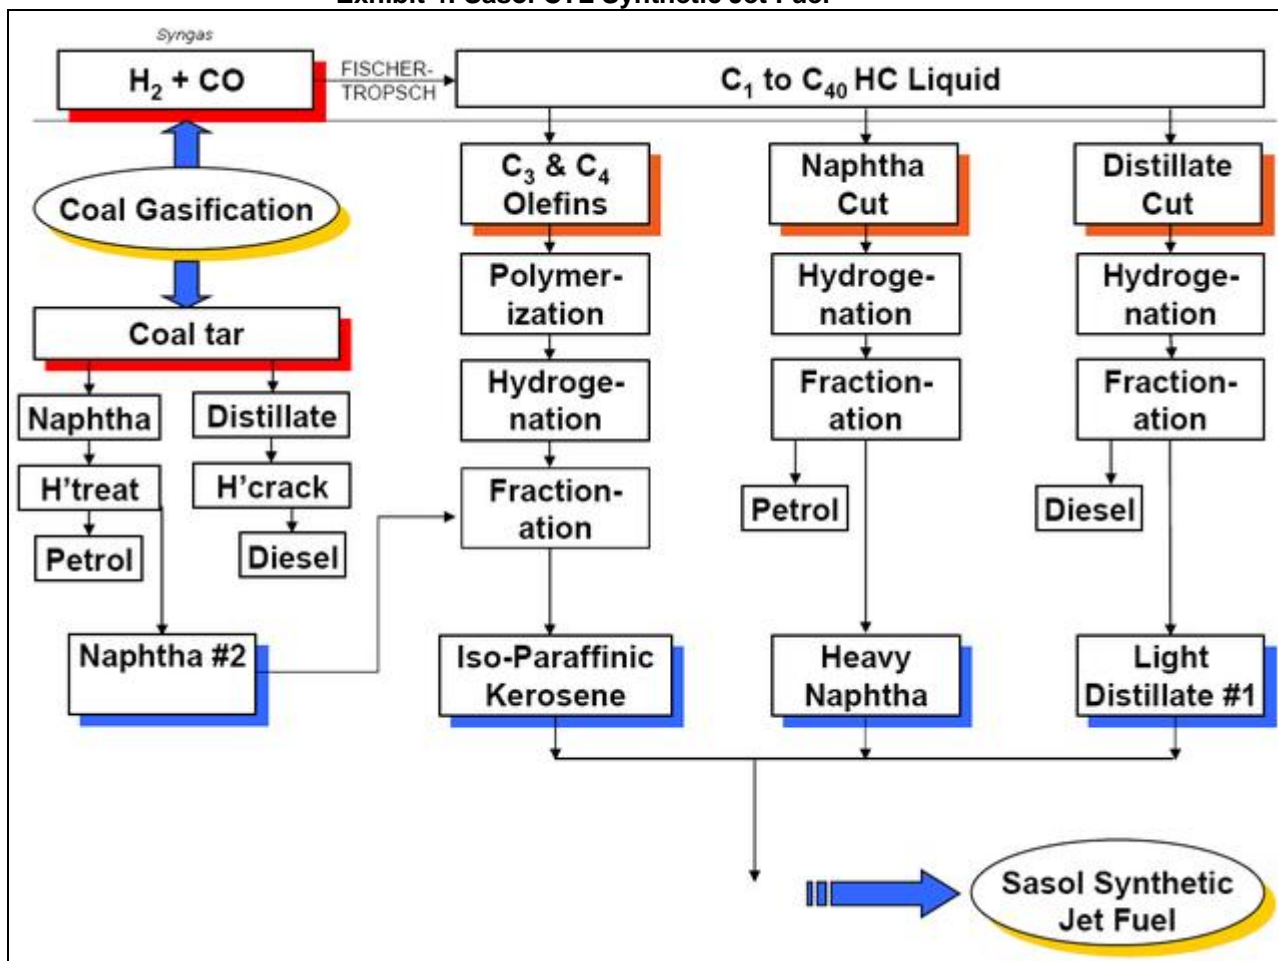 Syngas
H₂ + CO
FISCHER-
TROPSCH
C₁ to C₄₀ HC Liquid
Coal Gasification
C₃ & C₄
Olefins
Naphtha
Cut
Distillate
Cut
Polymer-
ization
Hydroge-
nation
Hydroge-
nation
Coal tar
Hydroge-
nation
Fraction-
ation
Fraction-
ation
Naphtha
Distillate
H'treat
H'crack
Fraction-
ation
Petrol
Diesel
Petrol
Diesel
Naphtha #2
Iso-Paraffinic
Kerosene
Heavy
Naphtha
Light
Distillate #1
Sasol Synthetic
Jet Fuel